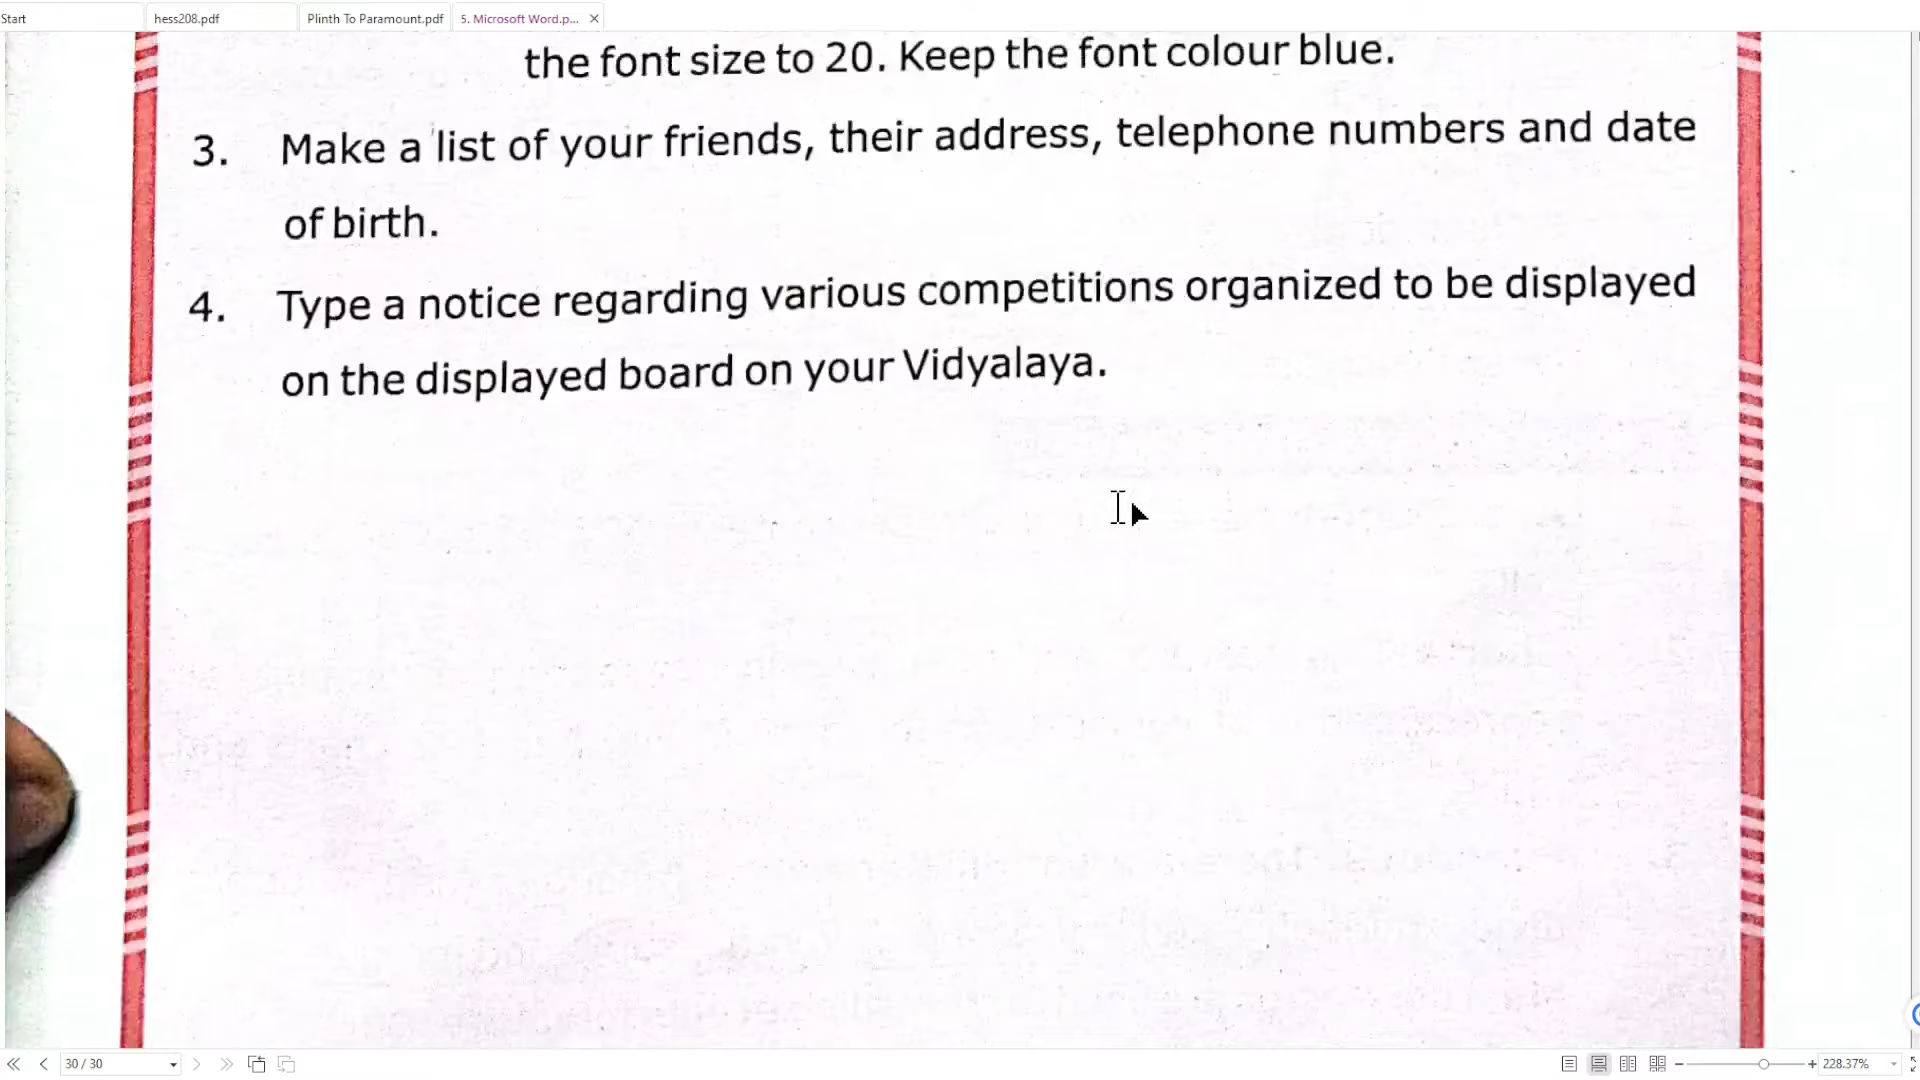 Start hess208.pdf Plinth To Paramount.pdf 5. Microsoft Word.p...
the font size to 20. Keep the font colour blue.
3. Make a list of your friends, their address, telephone numbers and date
of birth.
4. Type a notice regarding various competitions organized to be displayed
on the displayed board on your Vidyalaya.
30 / 30 228.37%